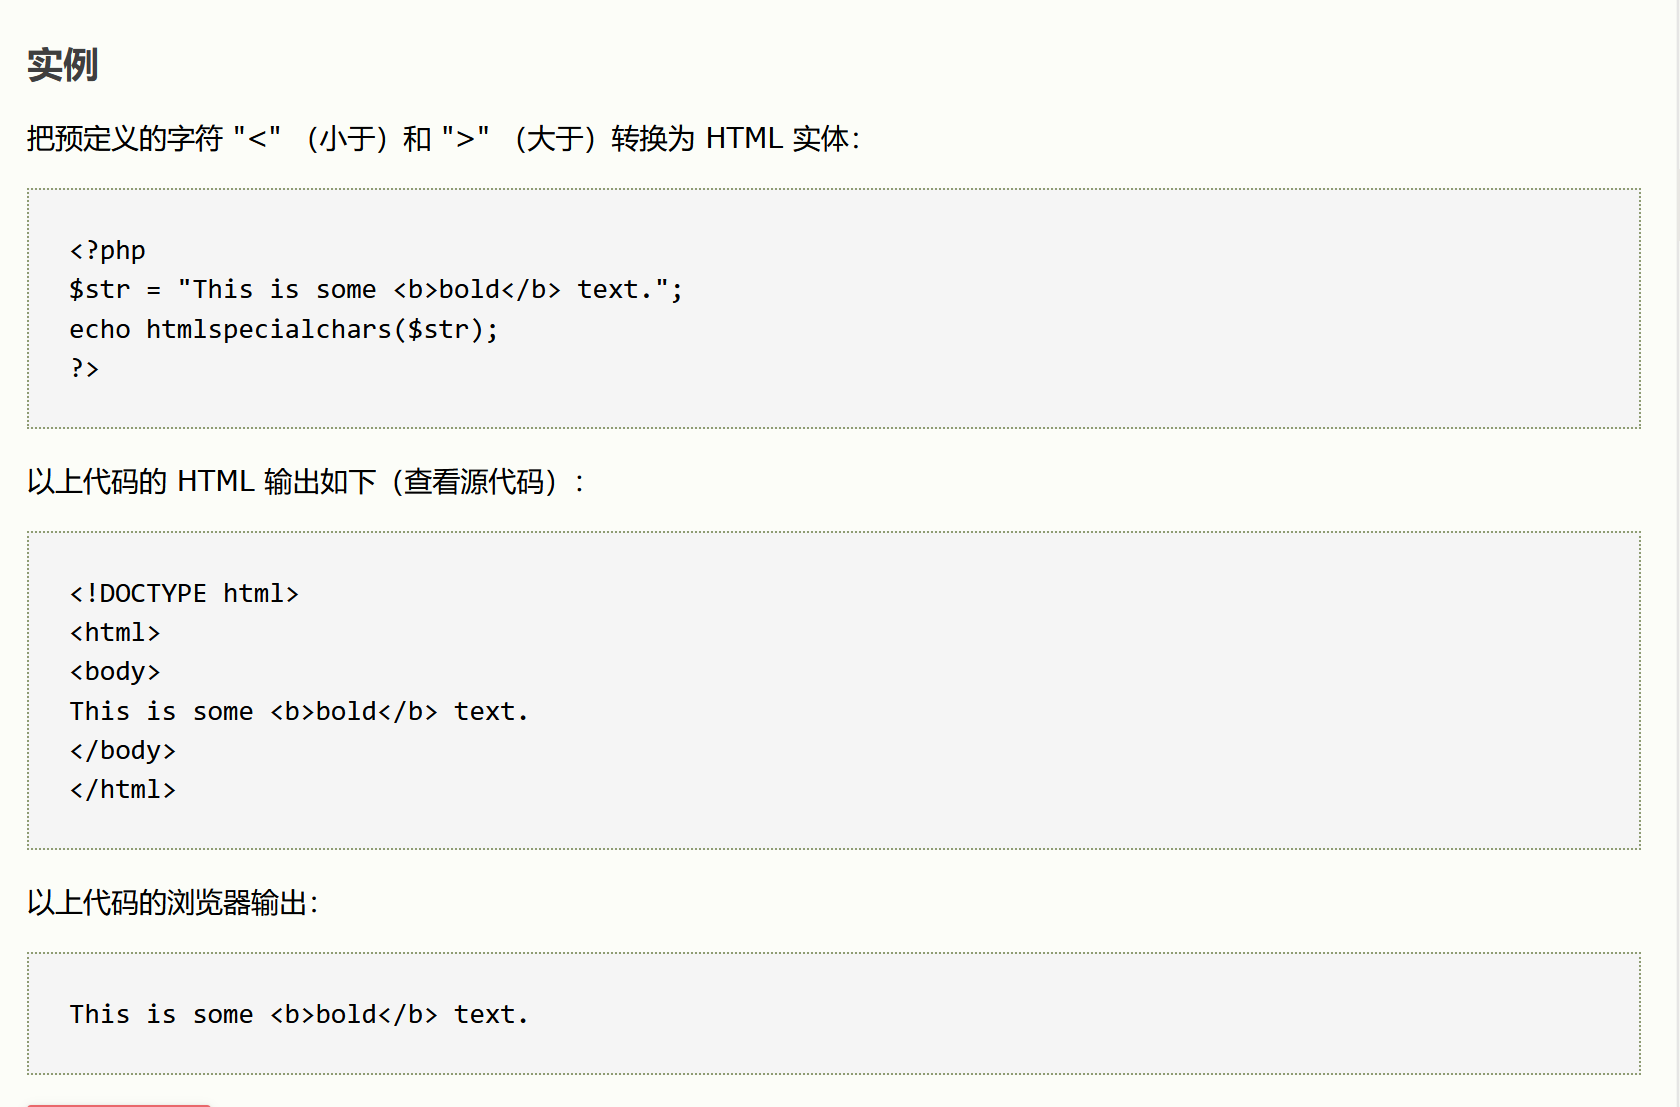 实例
把预定义的字符 "<" （小于）和 ">" （大于）转换为 HTML 实体：
<?php
$str = "This is some <b>bold</b> text.";
echo htmlspecialchars($str);
?>
以上代码的 HTML 输出如下（查看源代码）：
<!DOCTYPE html>
<html>
<body>
This is some <b>bold</b> text.
</body>
</html>
以上代码的浏览器输出：
This is some <b>bold</b> text.